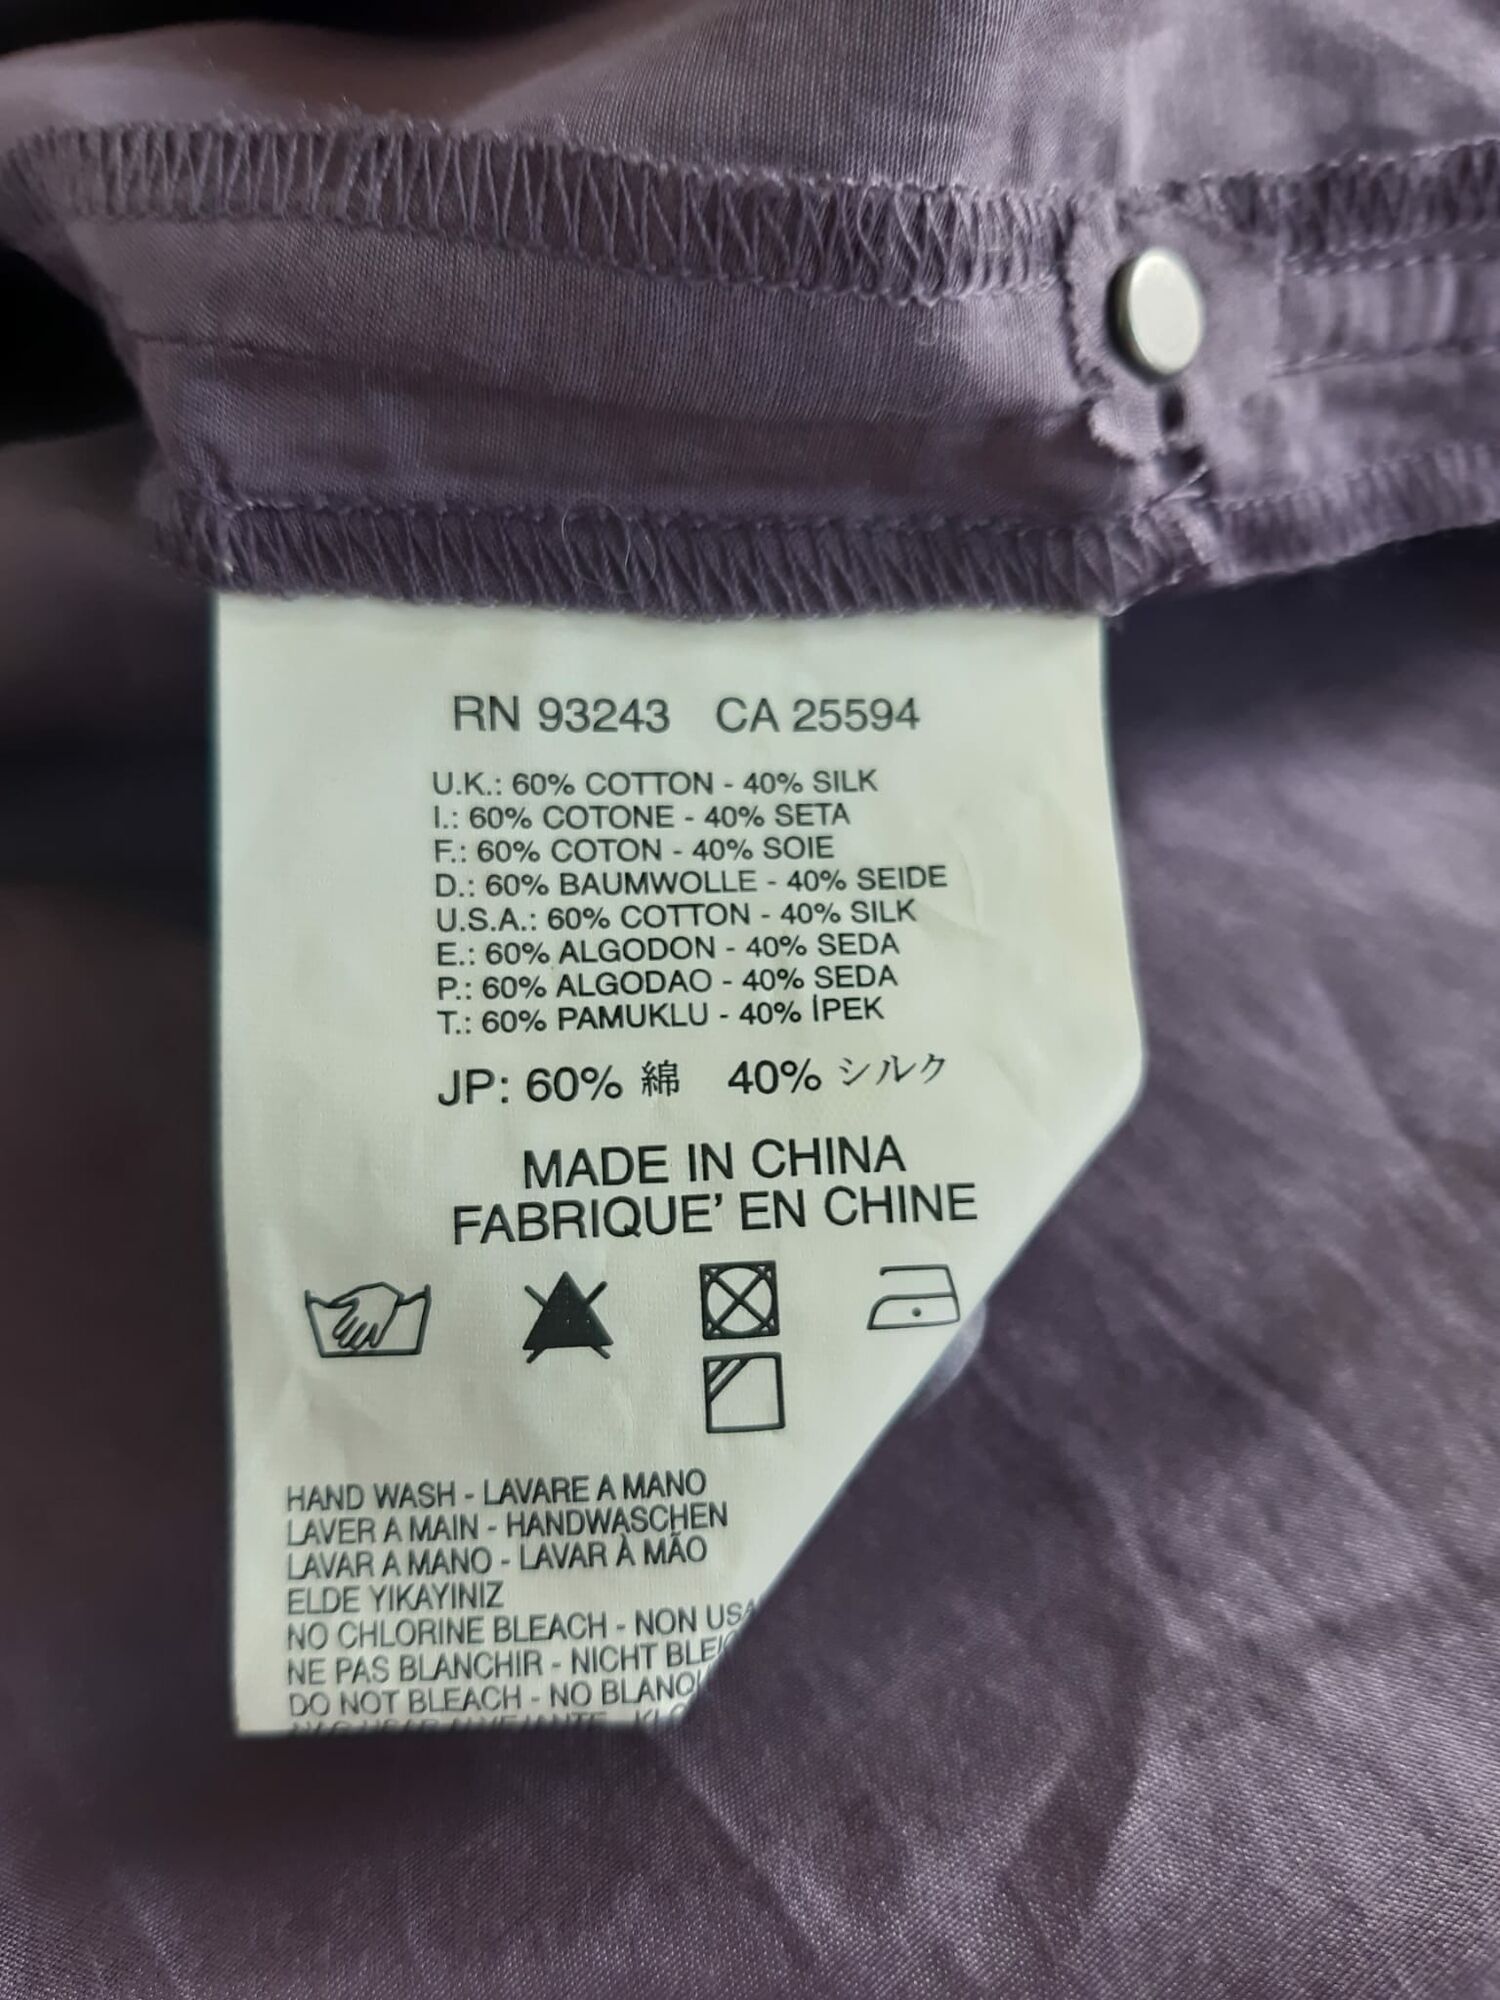 RN 93243 CA 25594
U.K.: 60% COTTON - 40% SILK
I.: 60% COTONE - 40% SETA
F.: 60% COTON - 40% SOIE
D.: 60% BAUMWOLLE - 40% SEIDE
U.S.A.: 60% COTTON - 40% SILK
E.: 60% ALGODON - 40% SEDA
P.: 60% ALGODAO - 40% SEDA
T.: 60% PAMUKLU - 40% İPEK
JP: 60% 綿 40% シルク
MADE IN CHINA
FABRIQUE' EN CHINE
HAND WASH - LAVARE A MANO
LAVER A MAIN - HANDWASCHEN
LAVAR A MANO - LAVAR À MÃO
ELDE YIKAYINIZ
NO CHLORINE BLEACH - NON
NE PAS BLANCHIR - NICHT
DO NOT BLEACH - NO